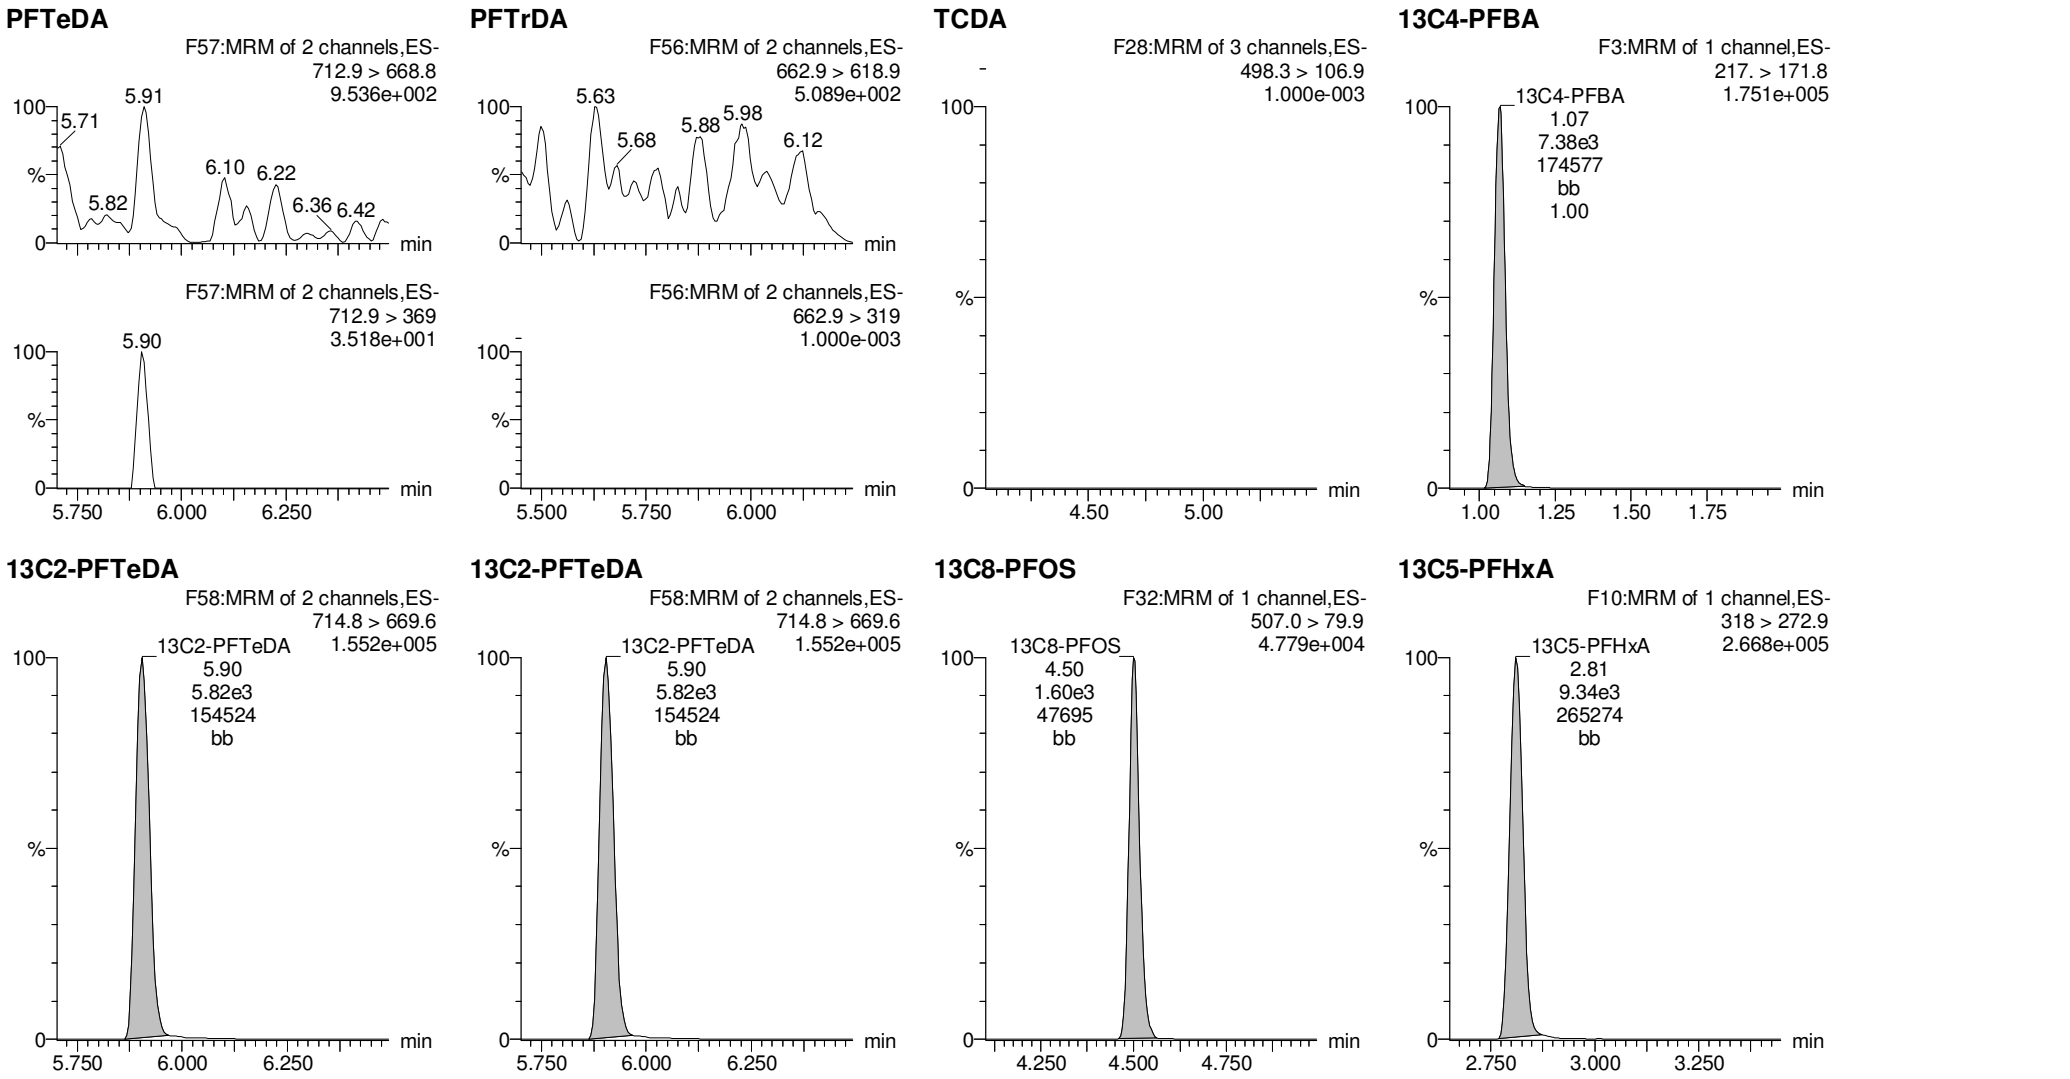 PFTeDA
F57:MRM of 2 channels,ES-
712.9 > 668.8
9.536e+002
100
%
0
5.71
5.82
5.91
6.10
6.22
6.36
6.42
min
F57:MRM of 2 channels,ES-
712.9 > 369
3.518e+001
100
%
0
5.90
min
5.750 6.000 6.250
PFTrDA
F56:MRM of 2 channels,ES-
662.9 > 618.9
5.089e+002
100
%
0
5.63
5.68
5.88
5.98
6.12
min
F56:MRM of 2 channels,ES-
662.9 > 319
1.000e-003
100
%
0
min
5.500 5.750 6.000
TCDA
F28:MRM of 3 channels,ES-
498.3 > 106.9
1.000e-003
100
%
0
min
4.50 5.00
13C4-PFBA
F3:MRM of 1 channel,ES-
217. > 171.8
1.751e+005
100
%
0
13C4-PFBA
1.07
7.38e3
174577
bb
1.00
min
1.00 1.25 1.50 1.75
13C2-PFTeDA
F58:MRM of 2 channels,ES-
714.8 > 669.6
1.552e+005
100
%
0
13C2-PFTeDA
5.90
5.82e3
154524
bb
min
5.750 6.000 6.250
13C2-PFTeDA
F58:MRM of 2 channels,ES-
714.8 > 669.6
1.552e+005
100
%
0
13C2-PFTeDA
5.90
5.82e3
154524
bb
min
5.750 6.000 6.250
13C8-PFOS
F32:MRM of 1 channel,ES-
507.0 > 79.9
4.779e+004
100
%
0
13C8-PFOS
4.50
1.60e3
47695
bb
min
4.250 4.500 4.750
13C5-PFHxA
F10:MRM of 1 channel,ES-
318 > 272.9
2.668e+005
100
%
0
13C5-PFHxA
2.81
9.34e3
265274
bb
min
2.750 3.000 3.250